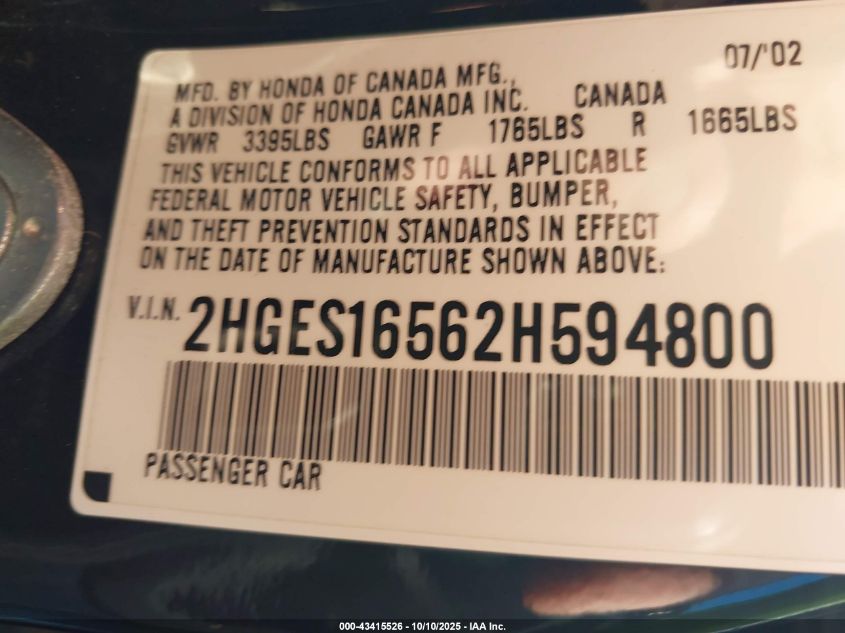 07/'02
MFD. BY HONDA OF CANADA MFG.,
A DIVISION OF HONDA CANADA INC. CANADA
GVWR 3395LBS GAWR F 1765LBS R 1665LBS
THIS VEHICLE CONFORMS TO ALL APPLICABLE
FEDERAL MOTOR VEHICLE SAFETY, BUMPER,
AND THEFT PREVENTION STANDARDS IN EFFECT
ON THE DATE OF MANUFACTURE SHOWN ABOVE:
V.I.N. 2HGES16562H594800
PASSENGER CAR
000-43415526 - 10/10/2025 - IAA Inc.